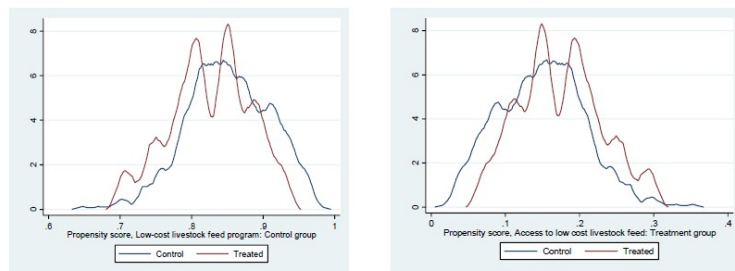 8
6
4
2
0
.6 .7 .8 .9 1
Propensity score, Low-cost livestock feed program: Control group
Control Treated
8
6
4
2
0
0 .1 .2 .3 .4
Propensity score, Access to low cost livestock feed: Treatment group
Control Treated